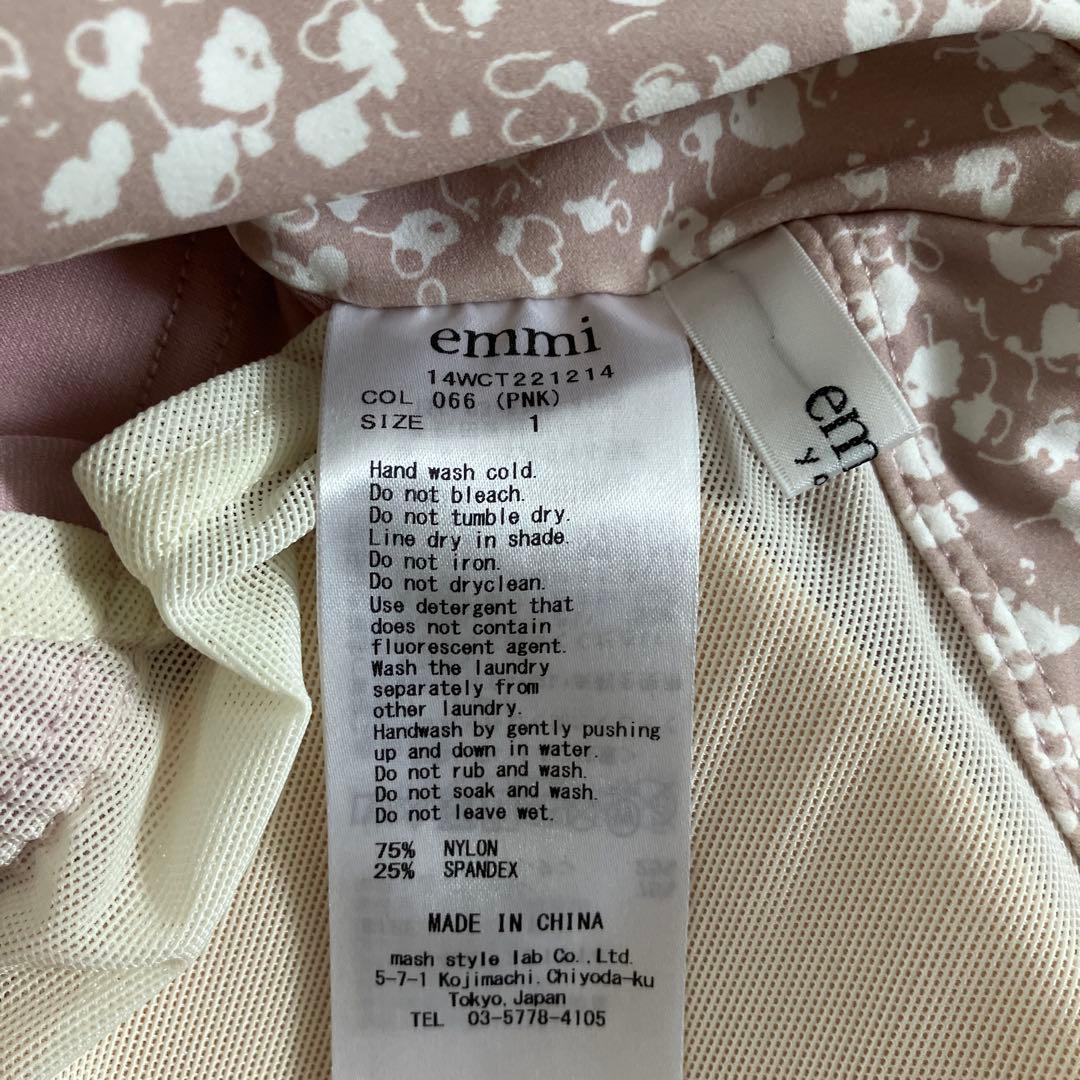 emmi
14WCT221214
COL 066 (PNK)
SIZE 1
Hand wash cold.
Do not bleach.
Do not tumble dry.
Line dry in shade.
Do not iron.
Do not dryclean.
Use detergent that
does not contain
fluorescent agent.
Wash the laundry
separately from
other laundry.
Handwash by gently pushing
up and down in water.
Do not rub and wash.
Do not soak and wash.
Do not leave wet.
75% NYLON
25% SPANDEX
MADE IN CHINA
mash style lab Co.,Ltd.
5-7-1 Kojimachi.Chiyoda-ku
Tokyo,Japan
TEL 03-5778-4105
em
y